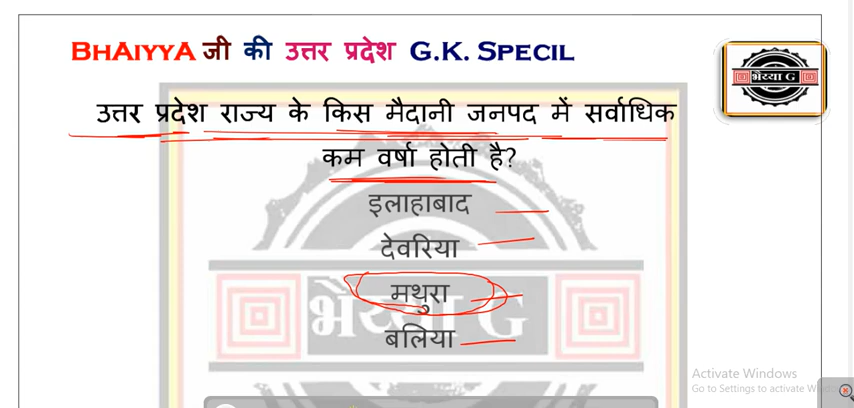 BHAIYYA जी की उत्तर प्रदेश G.K. SPECIL
भैय्या G
उत्तर प्रदेश राज्य के किस मैदानी जनपद में सर्वाधिक
कम वर्षा होती है?
इलाहाबाद
देवरिया
मथुरा
भैय्या G
बलिया
Activate Windows
Go to Settings to activate Windows